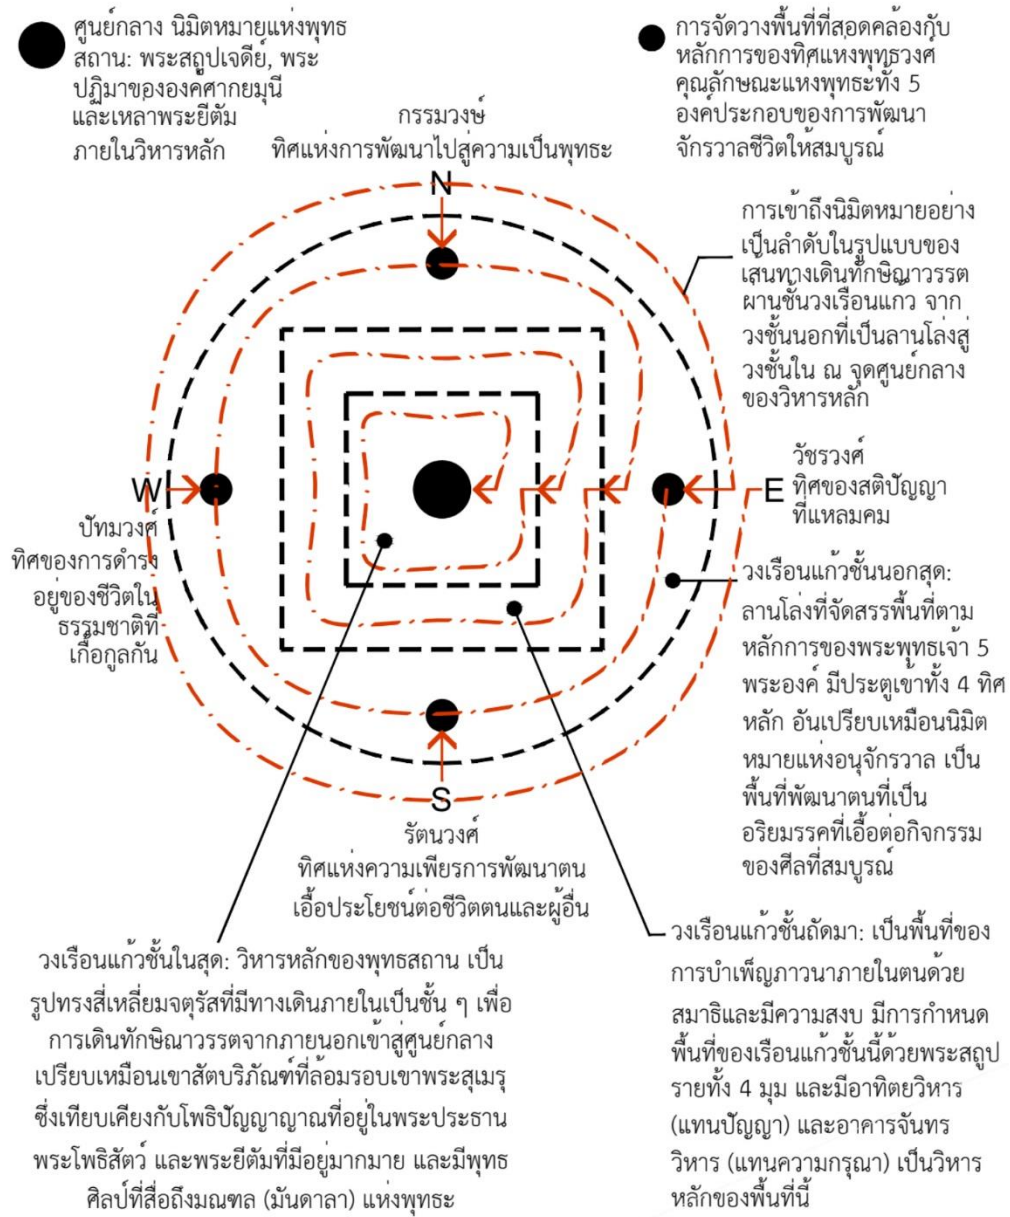 ศูนย์กลาง นิมิตหมายแห่งพุทธ
สถาน: พระสถูปเจดีย์, พระ
ปฏิมาขององค์ศากยมุนี
และเหล่าพระยีตัม
ภายในวิหารหลัก
การจัดวางพื้นที่ที่สอดคล้องกับ
หลักการของทิศแห่งพุทธวงศ์
คุณลักษณะแห่งพุทธะทั้ง 5
องค์ประกอบของการพัฒนา
จักรวาลชีวิตให้สมบูรณ์
กรรมวงษ์
ทิศแห่งการพัฒนาไปสู่ความเป็นพุทธะ
N
การเข้าถึงนิมิตหมายอย่าง
เป็นลำดับในรูปแบบของ
เส้นทางเดินทักษิณาวรรต
ผ่านชั้นวงเรือนแก้ว จาก
วงชั้นนอกที่เป็นลานโล่งสู่
วงชั้นใน ณ จุดศูนย์กลาง
ของวิหารหลัก
W
ปัทมวงศ์
ทิศของการดำรง
อยู่ของชีวิตใน
ธรรมชาติที่
เกื้อกูลกัน
E
วัชรวงศ์
ทิศของสติปัญญา
ที่แหลมคม
วงเรือนแก้วชั้นนอกสุด:
ลานโล่งที่จัดสรรพื้นที่ตาม
หลักการของพระพุทธเจ้า 5
พระองค์ มีประตูเข้าทั้ง 4 ทิศ
หลัก อันเปรียบเหมือนนิมิต
หมายแห่งอนุจักรวาล เป็น
พื้นที่พัฒนาตนที่เป็น
อริยมรรคที่เอื้อต่อกิจกรรม
ของศีลที่สมบูรณ์
S
รัตนวงศ์
ทิศแห่งความเพียรการพัฒนาตน
เอื้อประโยชน์ต่อชีวิตตนและผู้อื่น
วงเรือนแก้วชั้นในสุด: วิหารหลักของพุทธสถาน เป็น
รูปทรงสี่เหลี่ยมจตุรัสที่มีทางเดินภายในเป็นชั้น ๆ เพื่อ
การเดินทักษิณาวรรตจากภายนอกเข้าสู่ศูนย์กลาง
เปรียบเหมือนเขาสัตบริภัณฑ์ที่ล้อมรอบเขาพระสุเมรุ
ซึ่งเทียบเคียงกับโพธิปัญญาญาณที่อยู่ในพระประธาน
พระโพธิสัตว์ และพระยีตัมที่มีอยู่มากมาย และมีพุทธ
ศิลป์ที่สื่อถึงมณฑล (มันดาลา) แห่งพุทธะ
วงเรือนแก้วชั้นถัดมา: เป็นพื้นที่ของ
การบำเพ็ญภาวนาภายในตนด้วย
สมาธิและมีความสงบ มีการกำหนด
พื้นที่ของเรือนแก้วชั้นนี้ด้วยพระสถูป
รายทั้ง 4 มุม และมีอาทิตยวิหาร
(แทนปัญญา) และอาคารจันทร
วิหาร (แทนความกรุณา) เป็นวิหาร
หลักของพื้นที่นี้